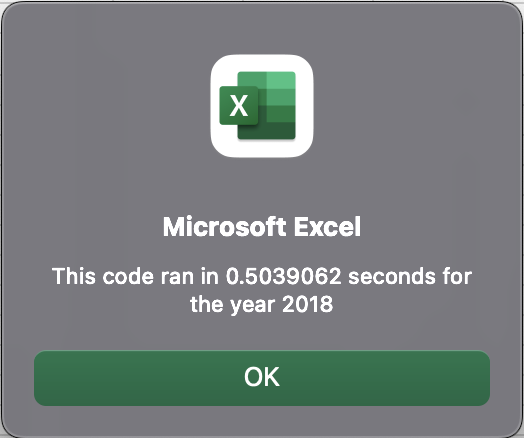 X
Microsoft Excel
This code ran in 0.5039062 seconds for
the year 2018
OK